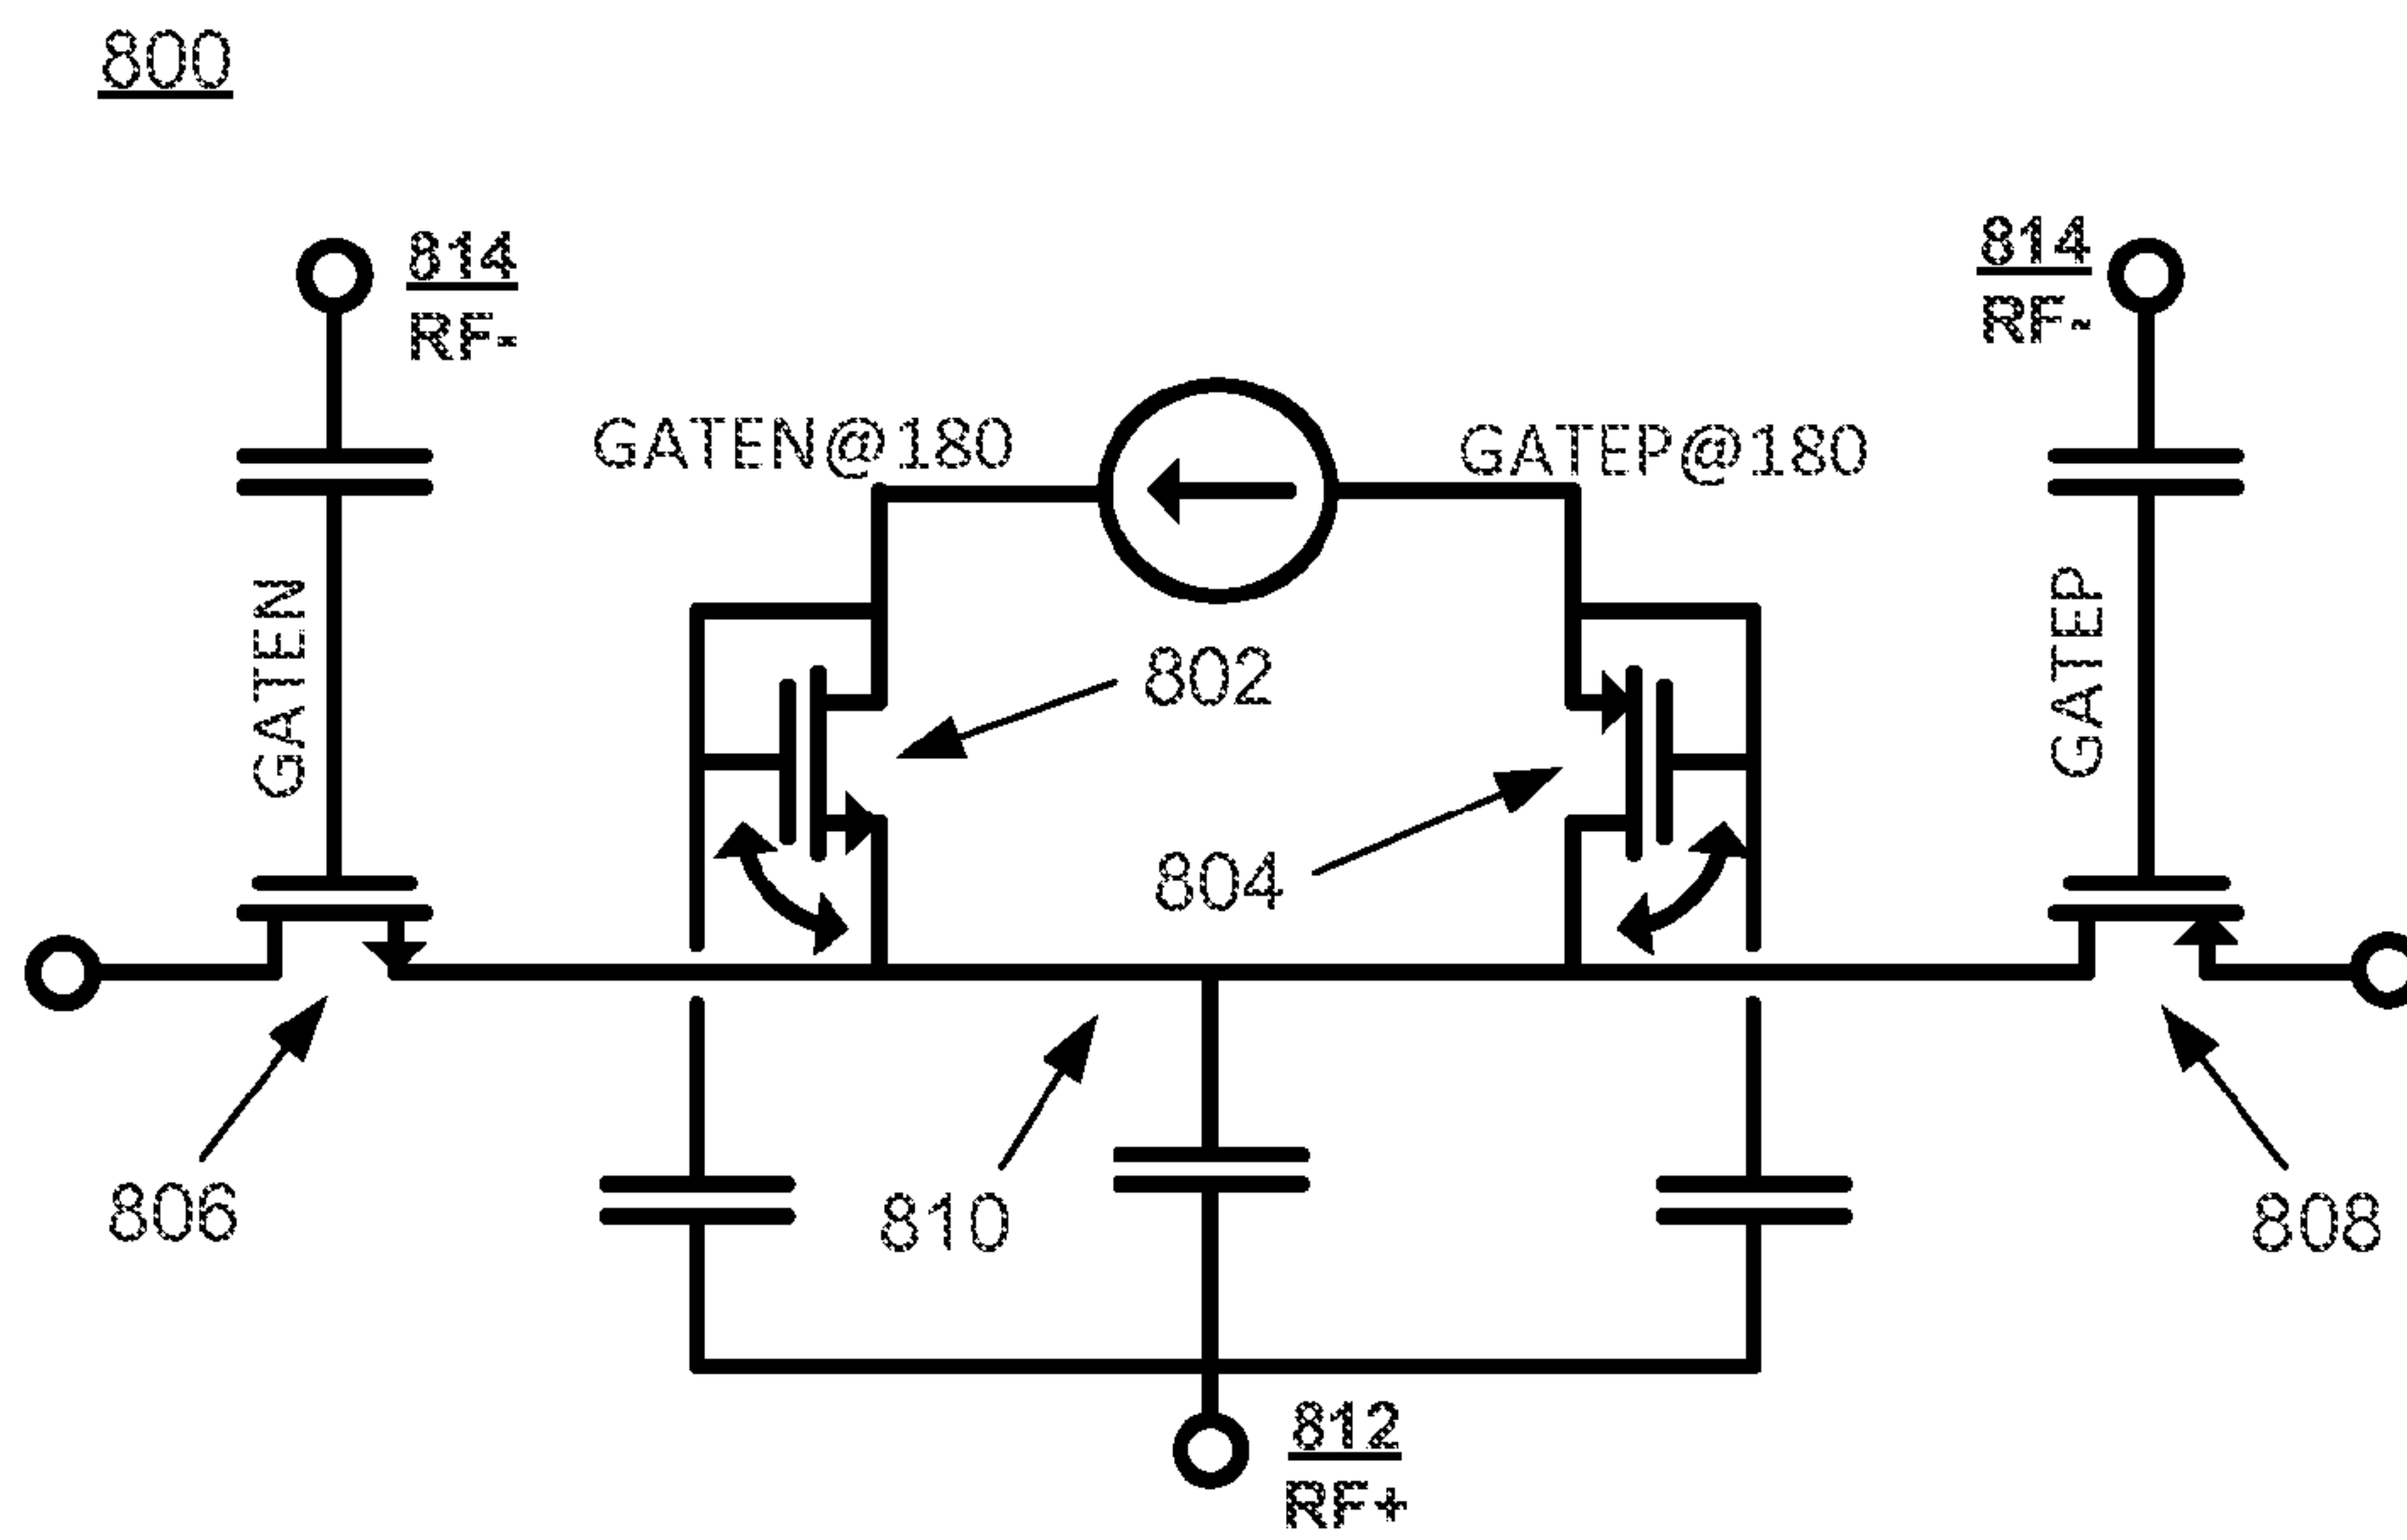 800
814
RF-
814
RF-
GATEN@180
GATEP@180
GATEN
GATEP
802
804
806
810
808
812
RF+